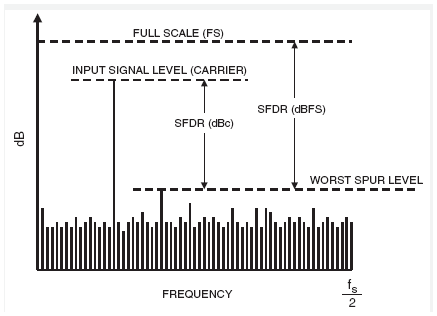 FULL SCALE (FS)
INPUT SIGNAL LEVEL (CARRIER)
SFDR (dBFS)
SFDR (dBc)
dB
WORST SPUR LEVEL
FREQUENCY
fs
2